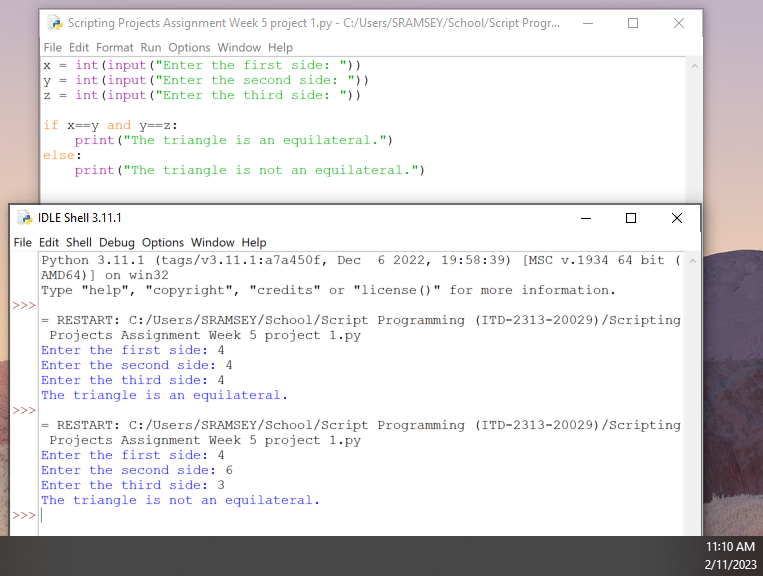 Scripting Projects Assignment Week 5 project 1.py - C:/Users/SRAMSEY/School/Script Progr...
File Edit Format Run Options Window Help
x = int(input("Enter the first side: "))
y = int(input("Enter the second side: "))
z = int(input("Enter the third side: "))
if x==y and y==z:
    print("The triangle is an equilateral.")
else:
    print("The triangle is not an equilateral.")
IDLE Shell 3.11.1
File Edit Shell Debug Options Window Help
Python 3.11.1 (tags/v3.11.1:a7a450f, Dec  6 2022, 19:58:39) [MSC v.1934 64 bit (
AMD64)] on win32
Type "help", "copyright", "credits" or "license()" for more information.
>>>
= RESTART: C:/Users/SRAMSEY/School/Script Programming (ITD-2313-20029)/Scripting
 Projects Assignment Week 5 project 1.py
Enter the first side: 4
Enter the second side: 4
Enter the third side: 4
The triangle is an equilateral.
>>>
= RESTART: C:/Users/SRAMSEY/School/Script Programming (ITD-2313-20029)/Scripting
 Projects Assignment Week 5 project 1.py
Enter the first side: 4
Enter the second side: 6
Enter the third side: 3
The triangle is not an equilateral.
>>>
11:10 AM
2/11/2023